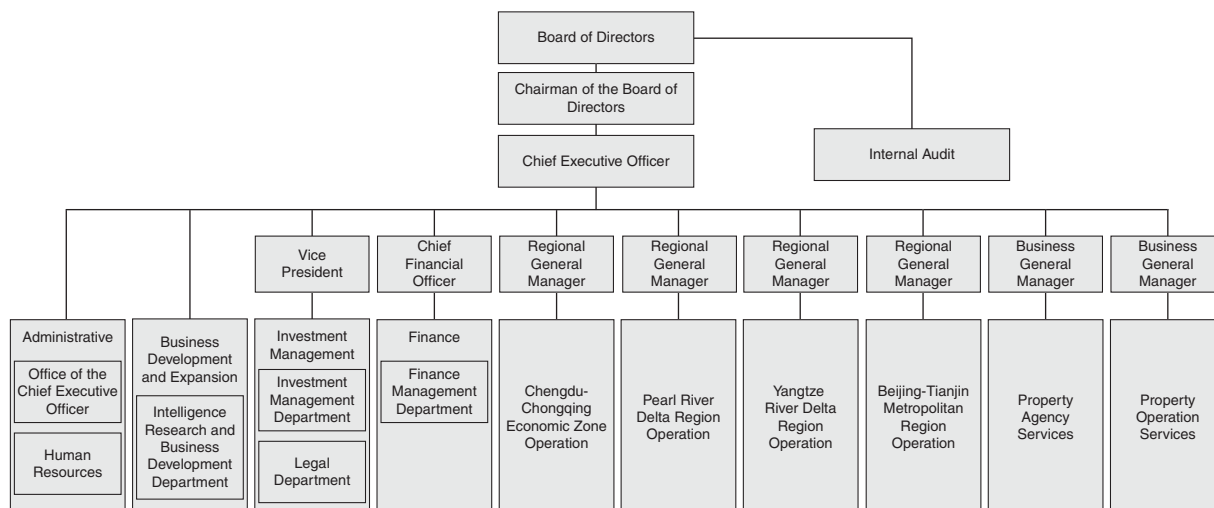 Board of Directors
Chairman of the Board of
Directors
Chief Executive Officer
Internal Audit
Vice
President
Chief
Financial
Officer
Regional
General
Manager
Regional
General
Manager
Regional
General
Manager
Regional
General
Manager
Business
General
Manager
Business
General
Manager
Administrative
Office of the
Chief Executive
Officer
Human
Resources
Business
Development
and Expansion
Intelligence
Research and
Business
Development
Department
Investment
Management
Investment
Management
Department
Legal
Department
Finance
Finance
Management
Department
Chengdu-
Chongqing
Economic Zone
Operation
Pearl River
Delta Region
Operation
Yangtze
River Delta
Region
Operation
Beijing-Tianjin
Metropolitan
Region
Operation
Property
Agency
Services
Property
Operation
Services